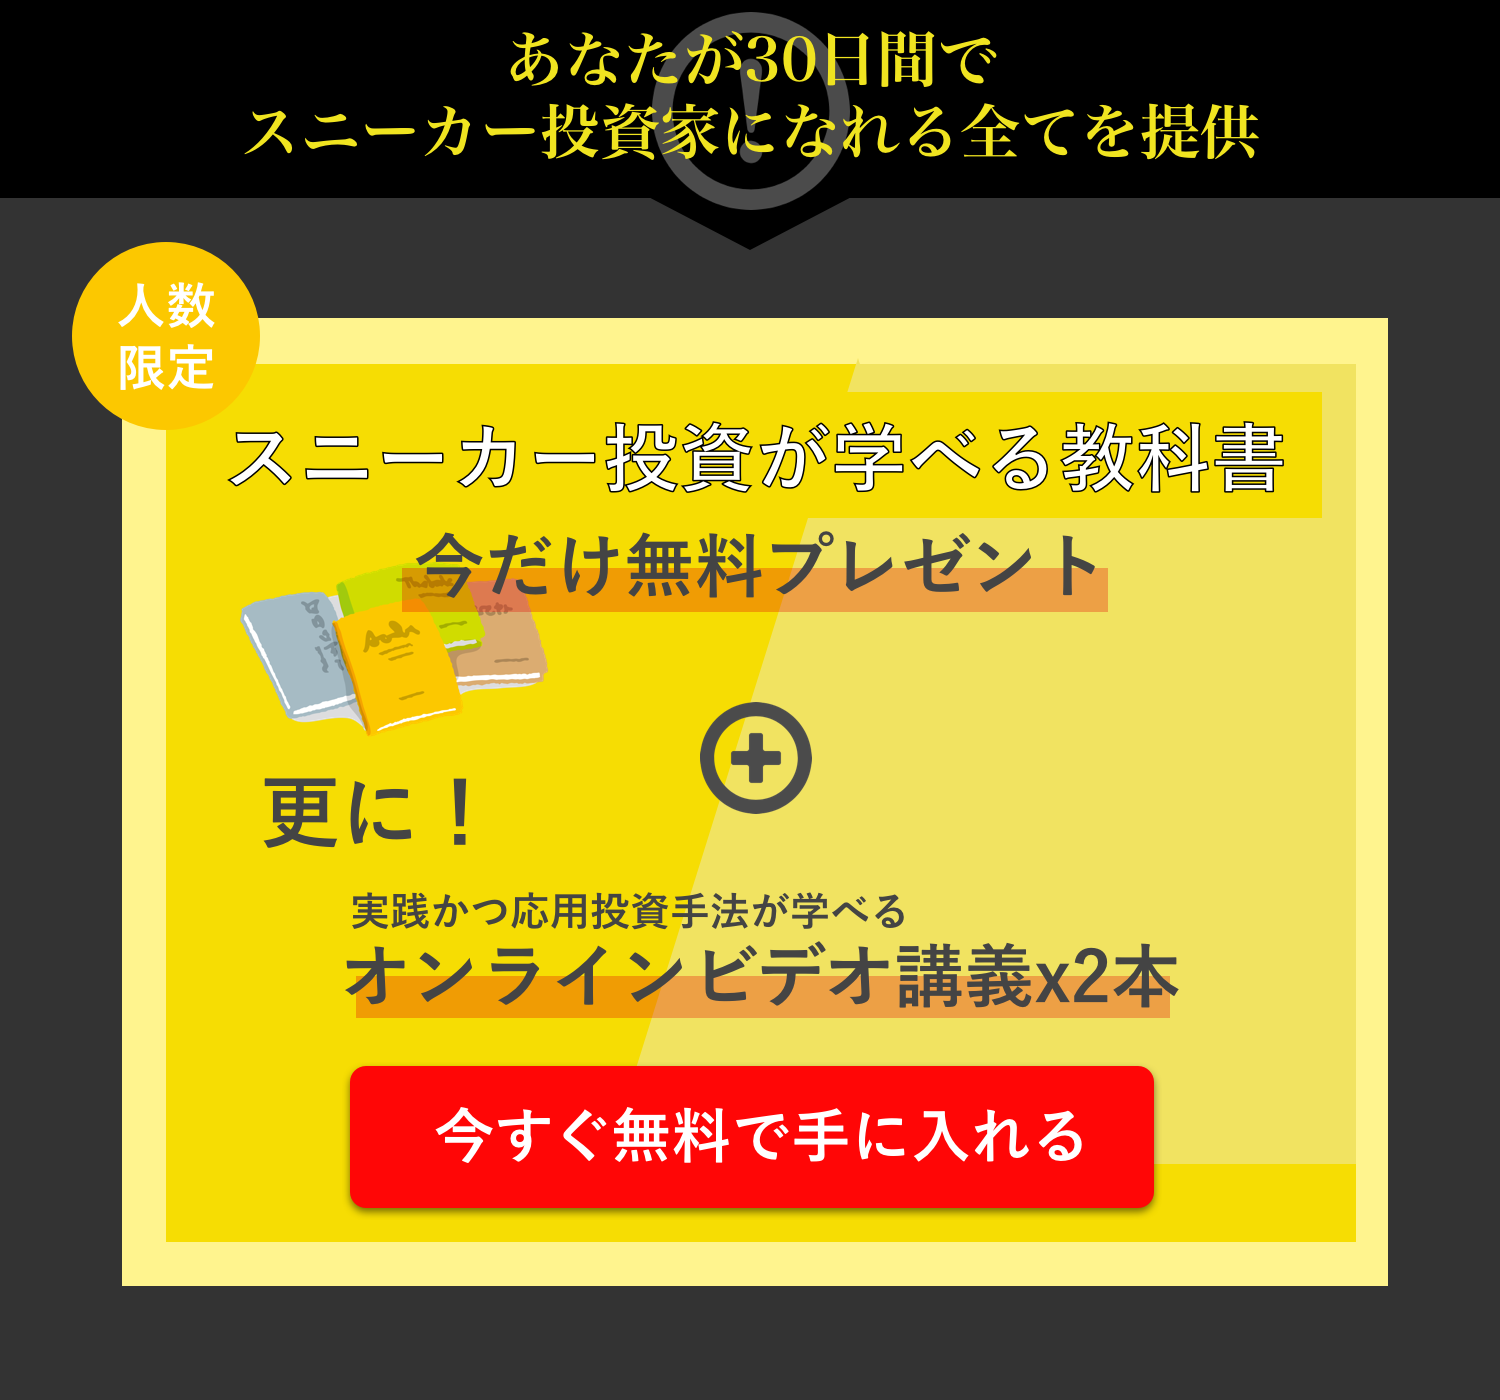 あなたが30日間で
スニーカー投資家になれる全てを提供
人数
限定
スニーカー投資が学べる教科書
今だけ無料プレゼント
更に！
実践かつ応用投資手法が学べる
オンラインビデオ講義x2本
今すぐ無料で手に入れる